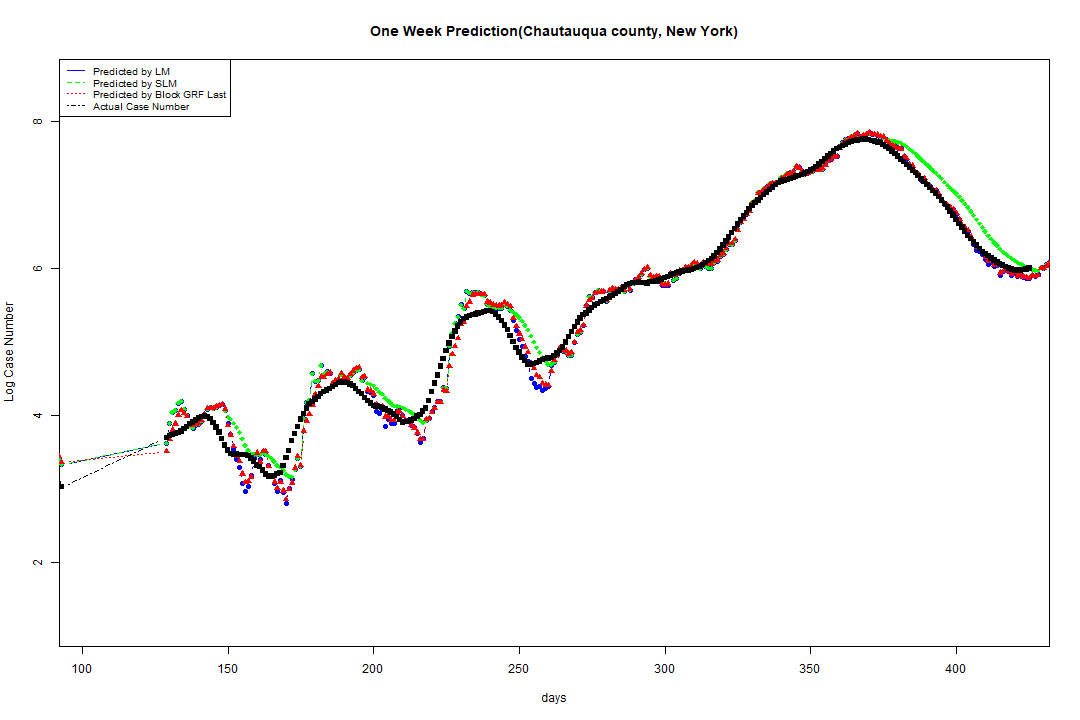 One Week Prediction(Chautauqua county, New York)
Predicted by LM
Predicted by SLM
Predicted by Block GRF Last
Actual Case Number
8
6
4
2
Log Case Number
100 150 200 250 300 350 400
days